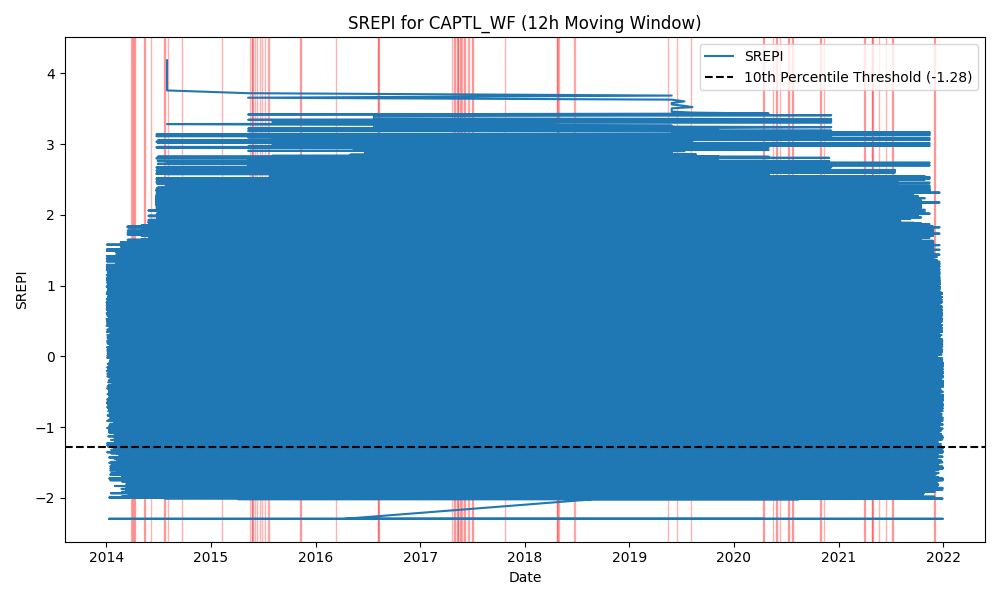 SREPI for CAPTL_WF (12h Moving Window)
SREPI
10th Percentile Threshold (-1.28)
SREPI
4
3
2
1
0
−1
−2
2014 2015 2016 2017 2018 2019 2020 2021 2022
Date